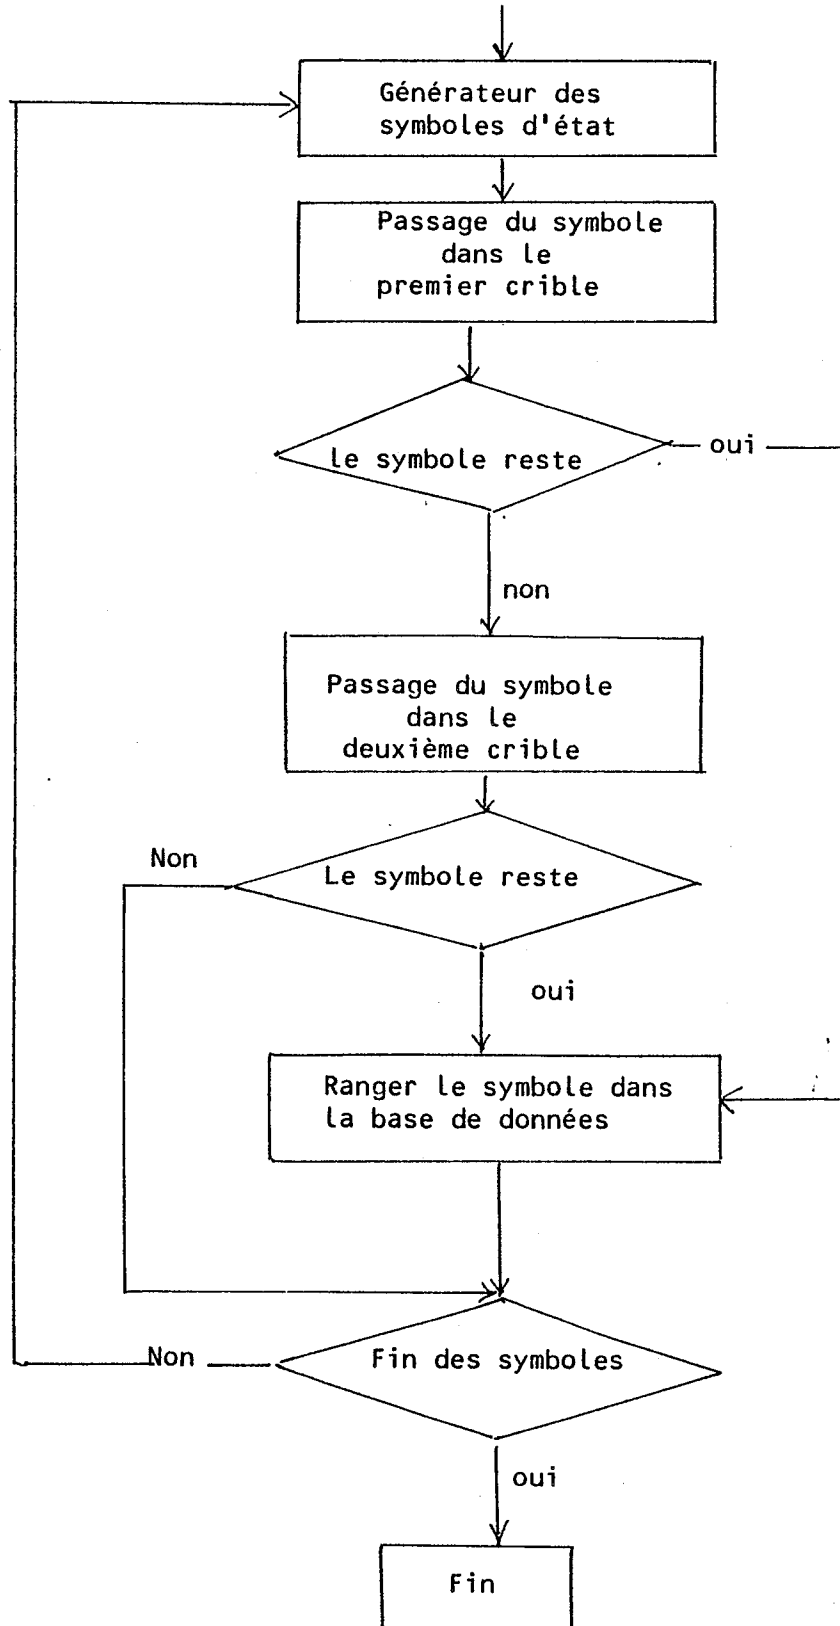 Générateur des
symboles d'état
Passage du symbole
dans le
premier crible
le symbole reste
oui
non
Passage du symbole
dans le
deuxième crible
Non
Le symbole reste
oui
Ranger le symbole dans
la base de données
Non
Fin des symboles
oui
Fin